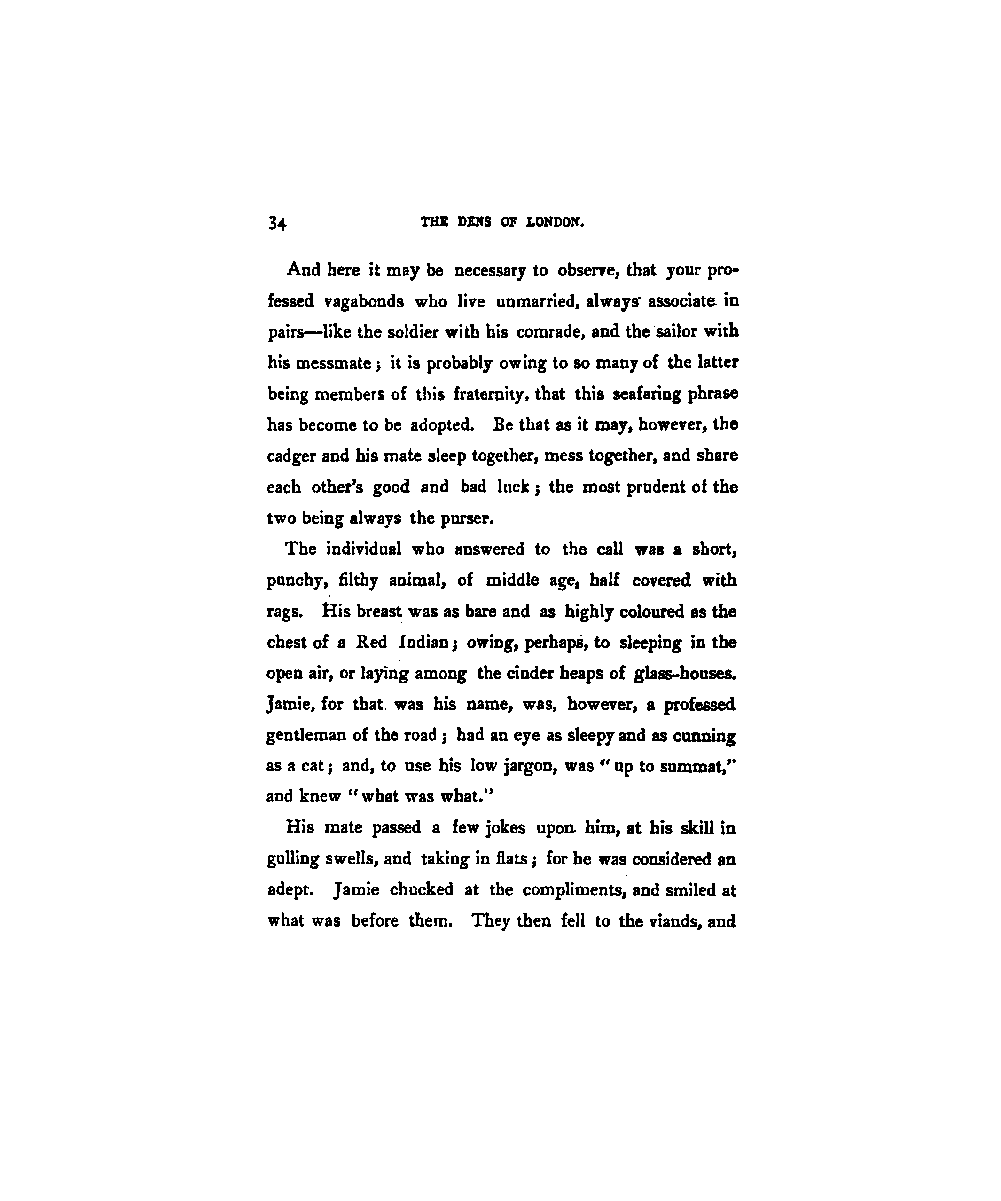 34 THE DENS OF LONDON.
And here it may be necessary to observe, that your pro-
fessed vagabonds who live unmarried, always associate in
pairs—like the soldier with his comrade, and the sailor with
his messmate; it is probably owing to so many of the latter
being members of this fraternity, that this seafaring phrase
has become to be adopted. Be that as it may, however, the
cadger and his mate sleep together, mess together, and share
each other's good and bad luck; the most prudent of the
two being always the purser.
The individual who answered to the call was a short,
punchy, filthy animal, of middle age, half covered with
rags. His breast was as bare and as highly coloured as the
chest of a Red Indian; owing, perhaps, to sleeping in the
open air, or laying among the cinder heaps of glass-houses.
Jamie, for that was his name, was, however, a professed
gentleman of the road; had an eye as sleepy and as cunning
as a cat; and, to use his low jargon, was "up to summat,"
and knew "what was what."
His mate passed a few jokes upon him, at his skill in
gulling swells, and taking in flats; for he was considered an
adept. Jamie chucked at the compliments, and smiled at
what was before them. They then fell to the viands, and